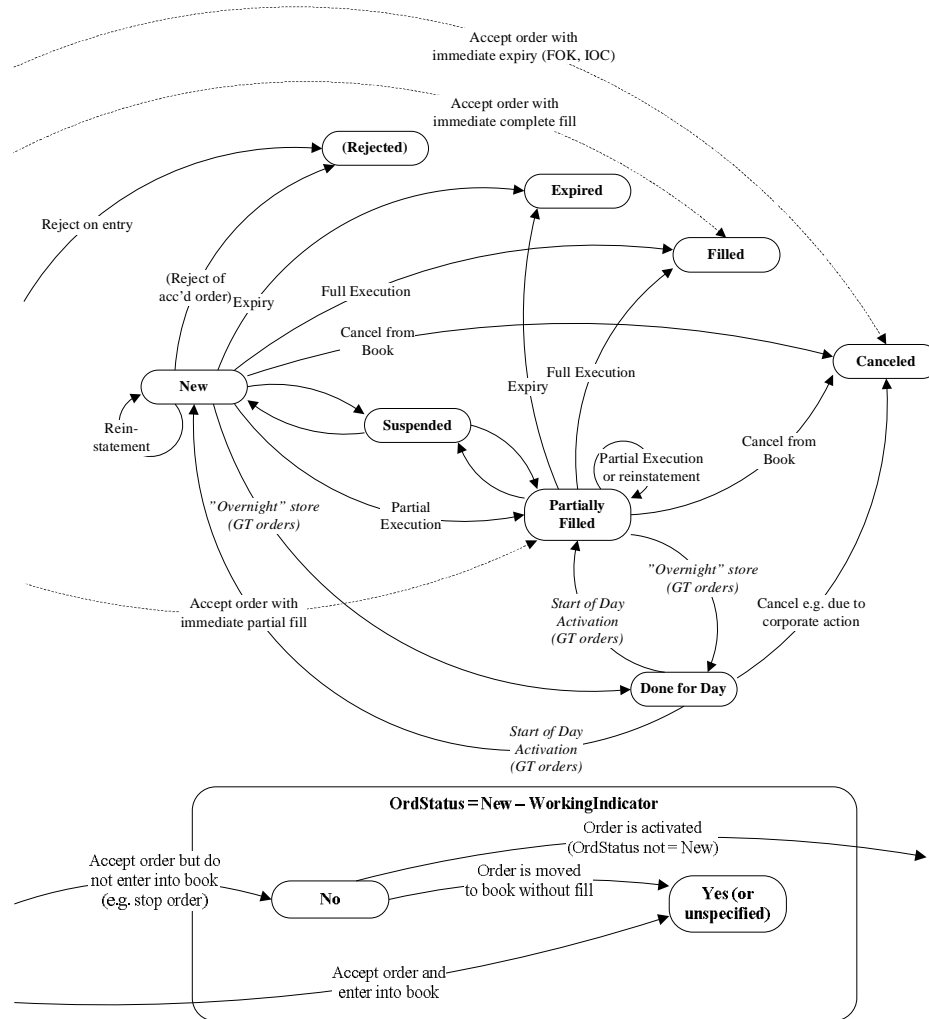 Accept order with
immediate expiry (FOK, IOC)
Accept order with
immediate complete fill
(Rejected)
Expired
Reject on entry
Filled
(Reject of
acc'd order)
Expiry
Full Execution
Cancel from
Book
Canceled
New
Expiry
Full Execution
Rein-
statement
Suspended
Cancel from
Book
Partial Execution
or reinstatement
"Overnight" store
(GT orders)
Partial
Execution
Partially
Filled
"Overnight" store
(GT orders)
Accept order with
immediate partial fill
Start of Day
Activation
(GT orders)
Cancel e.g. due to
corporate action
Done for Day
Start of Day
Activation
(GT orders)
OrdStatus = New – WorkingIndicator
Order is activated
(OrdStatus not = New)
Accept order but do
not enter into book
(e.g. stop order)
Order is moved
to book without fill
No
Yes (or
unspecified)
Accept order and
enter into book